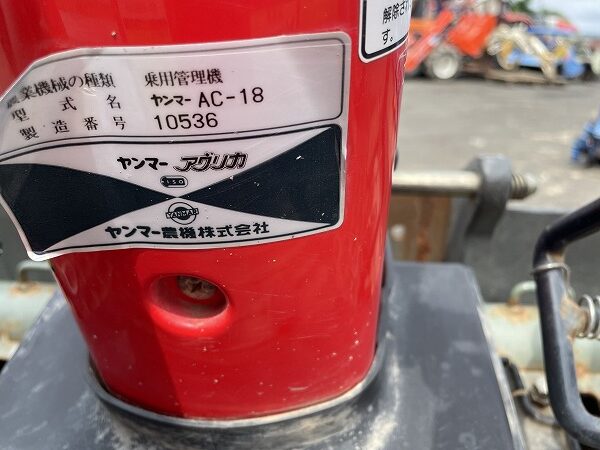 解除され
す。
農業機械の種類 乗用管理機
型式名 ヤンマー AC-18
製造番号 10536
ヤンマー アグリカ
YANMAR
ヤンマー農機株式会社